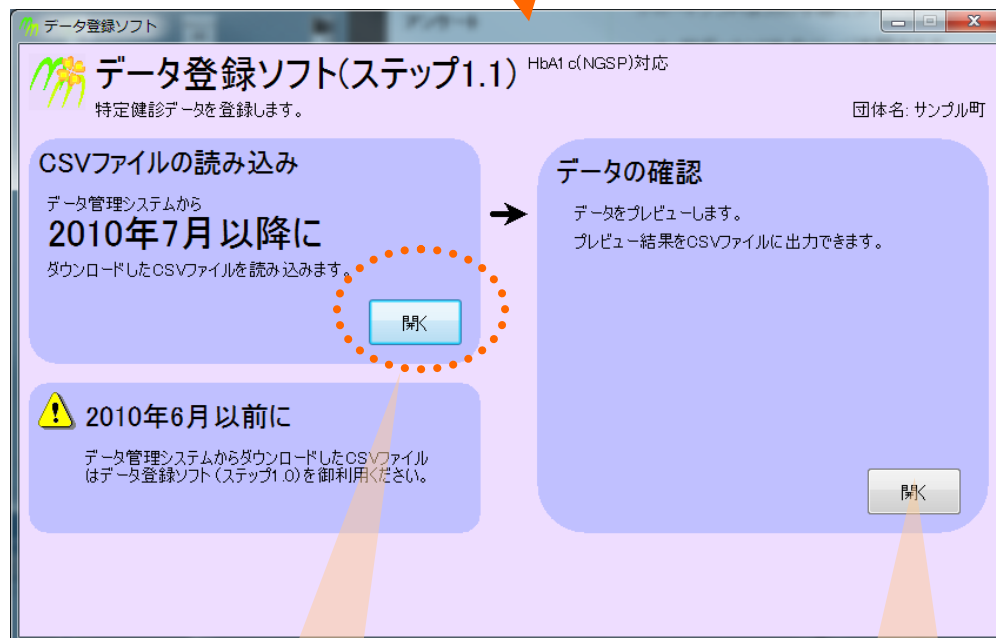 データ登録ソフト
データ登録ソフト(ステップ1.1) HbA1c(NGSP)対応
特定健診データを登録します。
団体名: サンプル町
CSVファイルの読み込み
データ管理システムから
2010年7月以降に
ダウンロードしたCSVファイルを読み込みます。
開く
2010年6月以前に
データ管理システムからダウンロードしたCSVファイル
はデータ登録ソフト(ステップ1.0)を御利用ください。
データの確認
データをプレビューします。
プレビュー結果をCSVファイルに出力できます。
開く